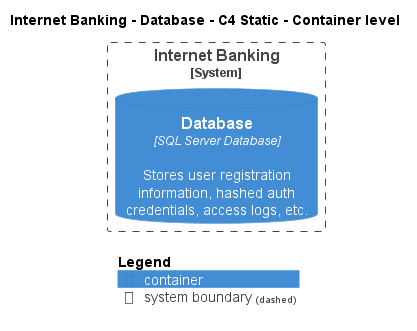 Internet Banking - Database - C4 Static - Container level
Internet Banking
[System]
Database
[SQL Server Database]
Stores user registration
information, hashed auth
credentials, access logs, etc.
Legend
container
system boundary (dashed)